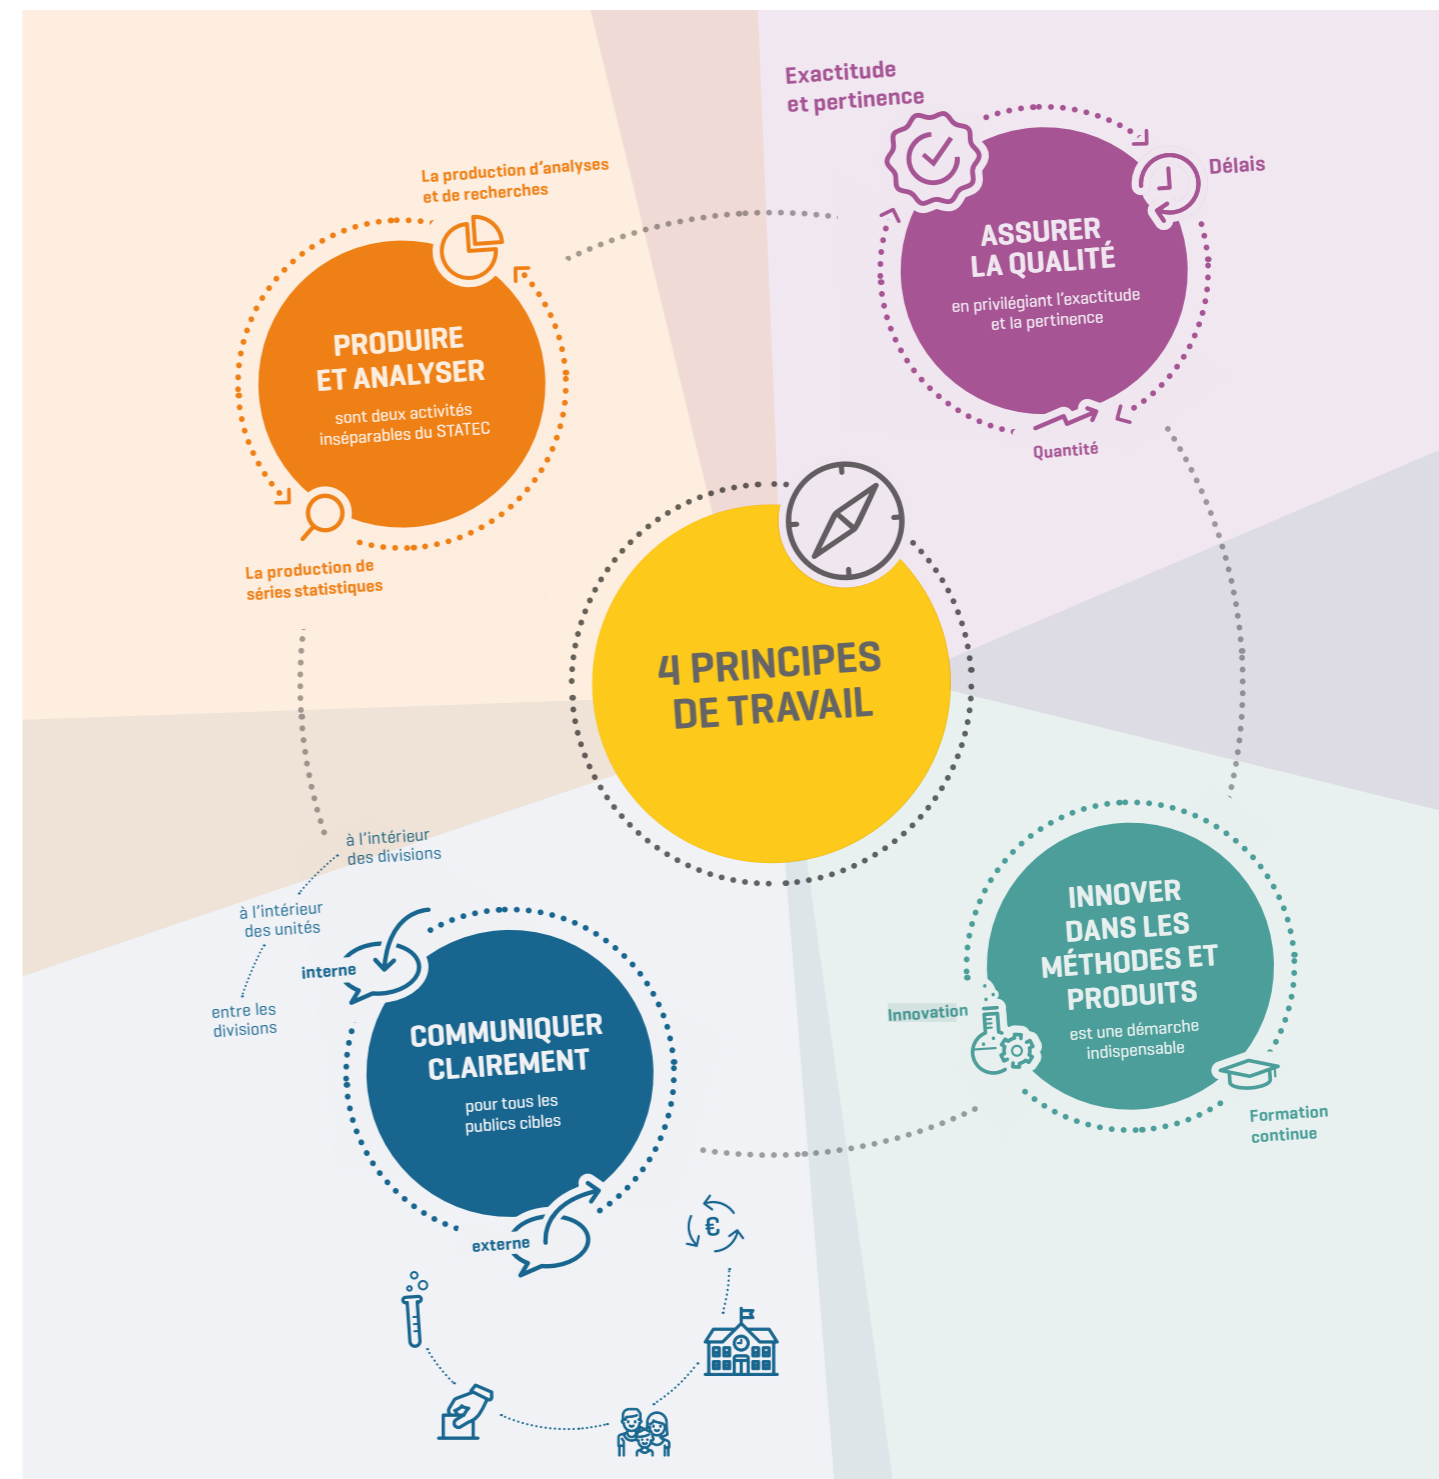 Exactitude
et pertinence
Délais
ASSURER
LA QUALITÉ
en privilégiant l'exactitude
et la pertinence
Quantité
La production d'analyses
et de recherches
PRODUIRE
ET ANALYSER
sont deux activités
inséparables du STATEC
La production de
séries statistiques
4 PRINCIPES
DE TRAVAIL
à l'intérieur
des divisions
à l'intérieur
des unités
entre les
divisions
interne
COMMUNIQUER
CLAIREMENT
pour tous les
publics cibles
externe
€
INNOVER
DANS LES
MÉTHODES ET
PRODUITS
est une démarche
indispensable
Innovation
Formation
continue